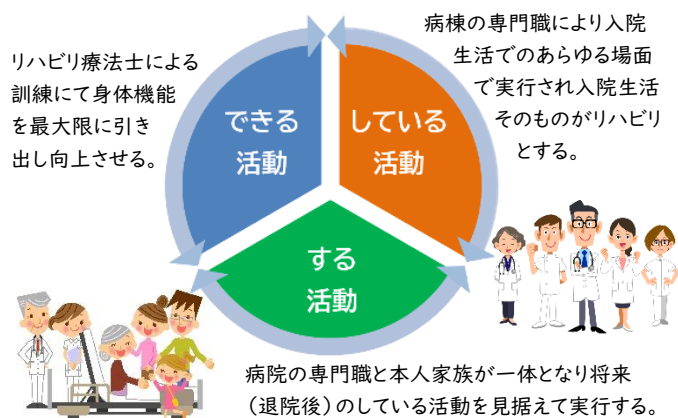 リハビリ療法士による
訓練にて身体機能
を最大限に引き
出し向上させる。
病棟の専門職により入院
生活でのあらゆる場面
で実行され入院生活
そのものがリハビリ
とする。
できる
活動
している
活動
する
活動
病院の専門職と本人家族が一体となり将来
（退院後）のしている活動を見据えて実行する。